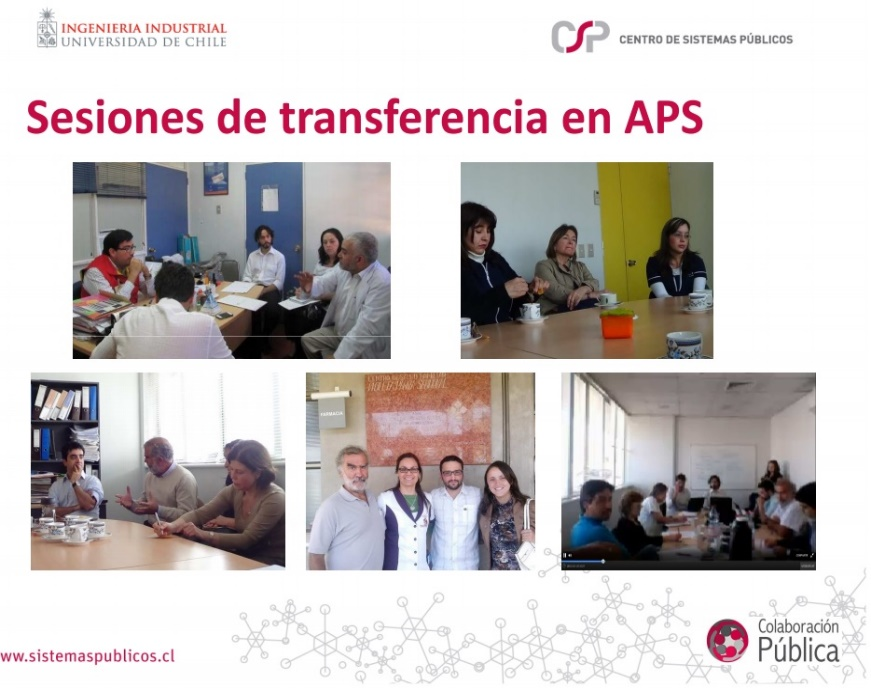 INGENIERIA INDUSTRIAL
UNIVERSIDAD DE CHILE
CSP CENTRO DE SISTEMAS PÚBLICOS
Sesiones de transferencia en APS
FARMACIA
www.sistemaspublicos.cl
Colaboración
Pública